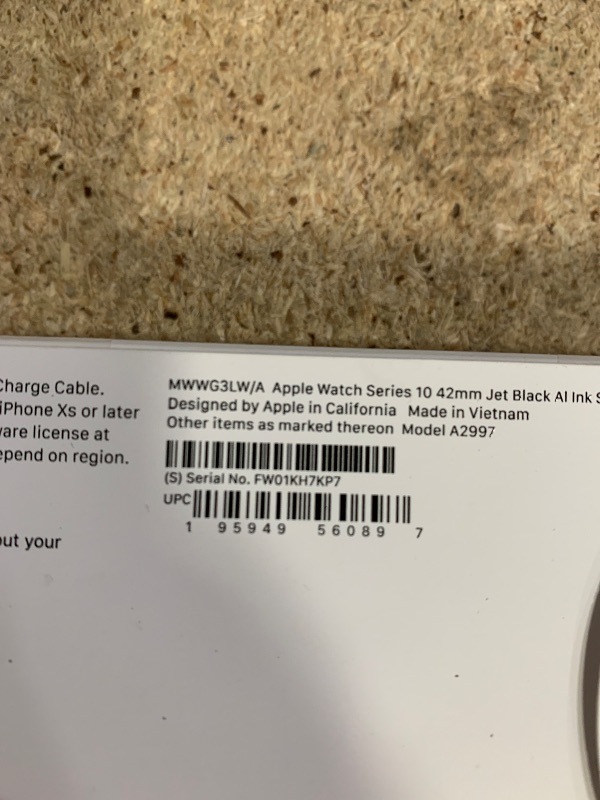 Charge Cable.
iPhone Xs or later
ware license at
epend on region.
out your
MWWG3LW/A Apple Watch Series 10 42mm Jet Black Al Ink S
Designed by Apple in California Made in Vietnam
Other items as marked thereon Model A2997
(S) Serial No. FW01KH7KP7
UPC
1 95949 56089 7